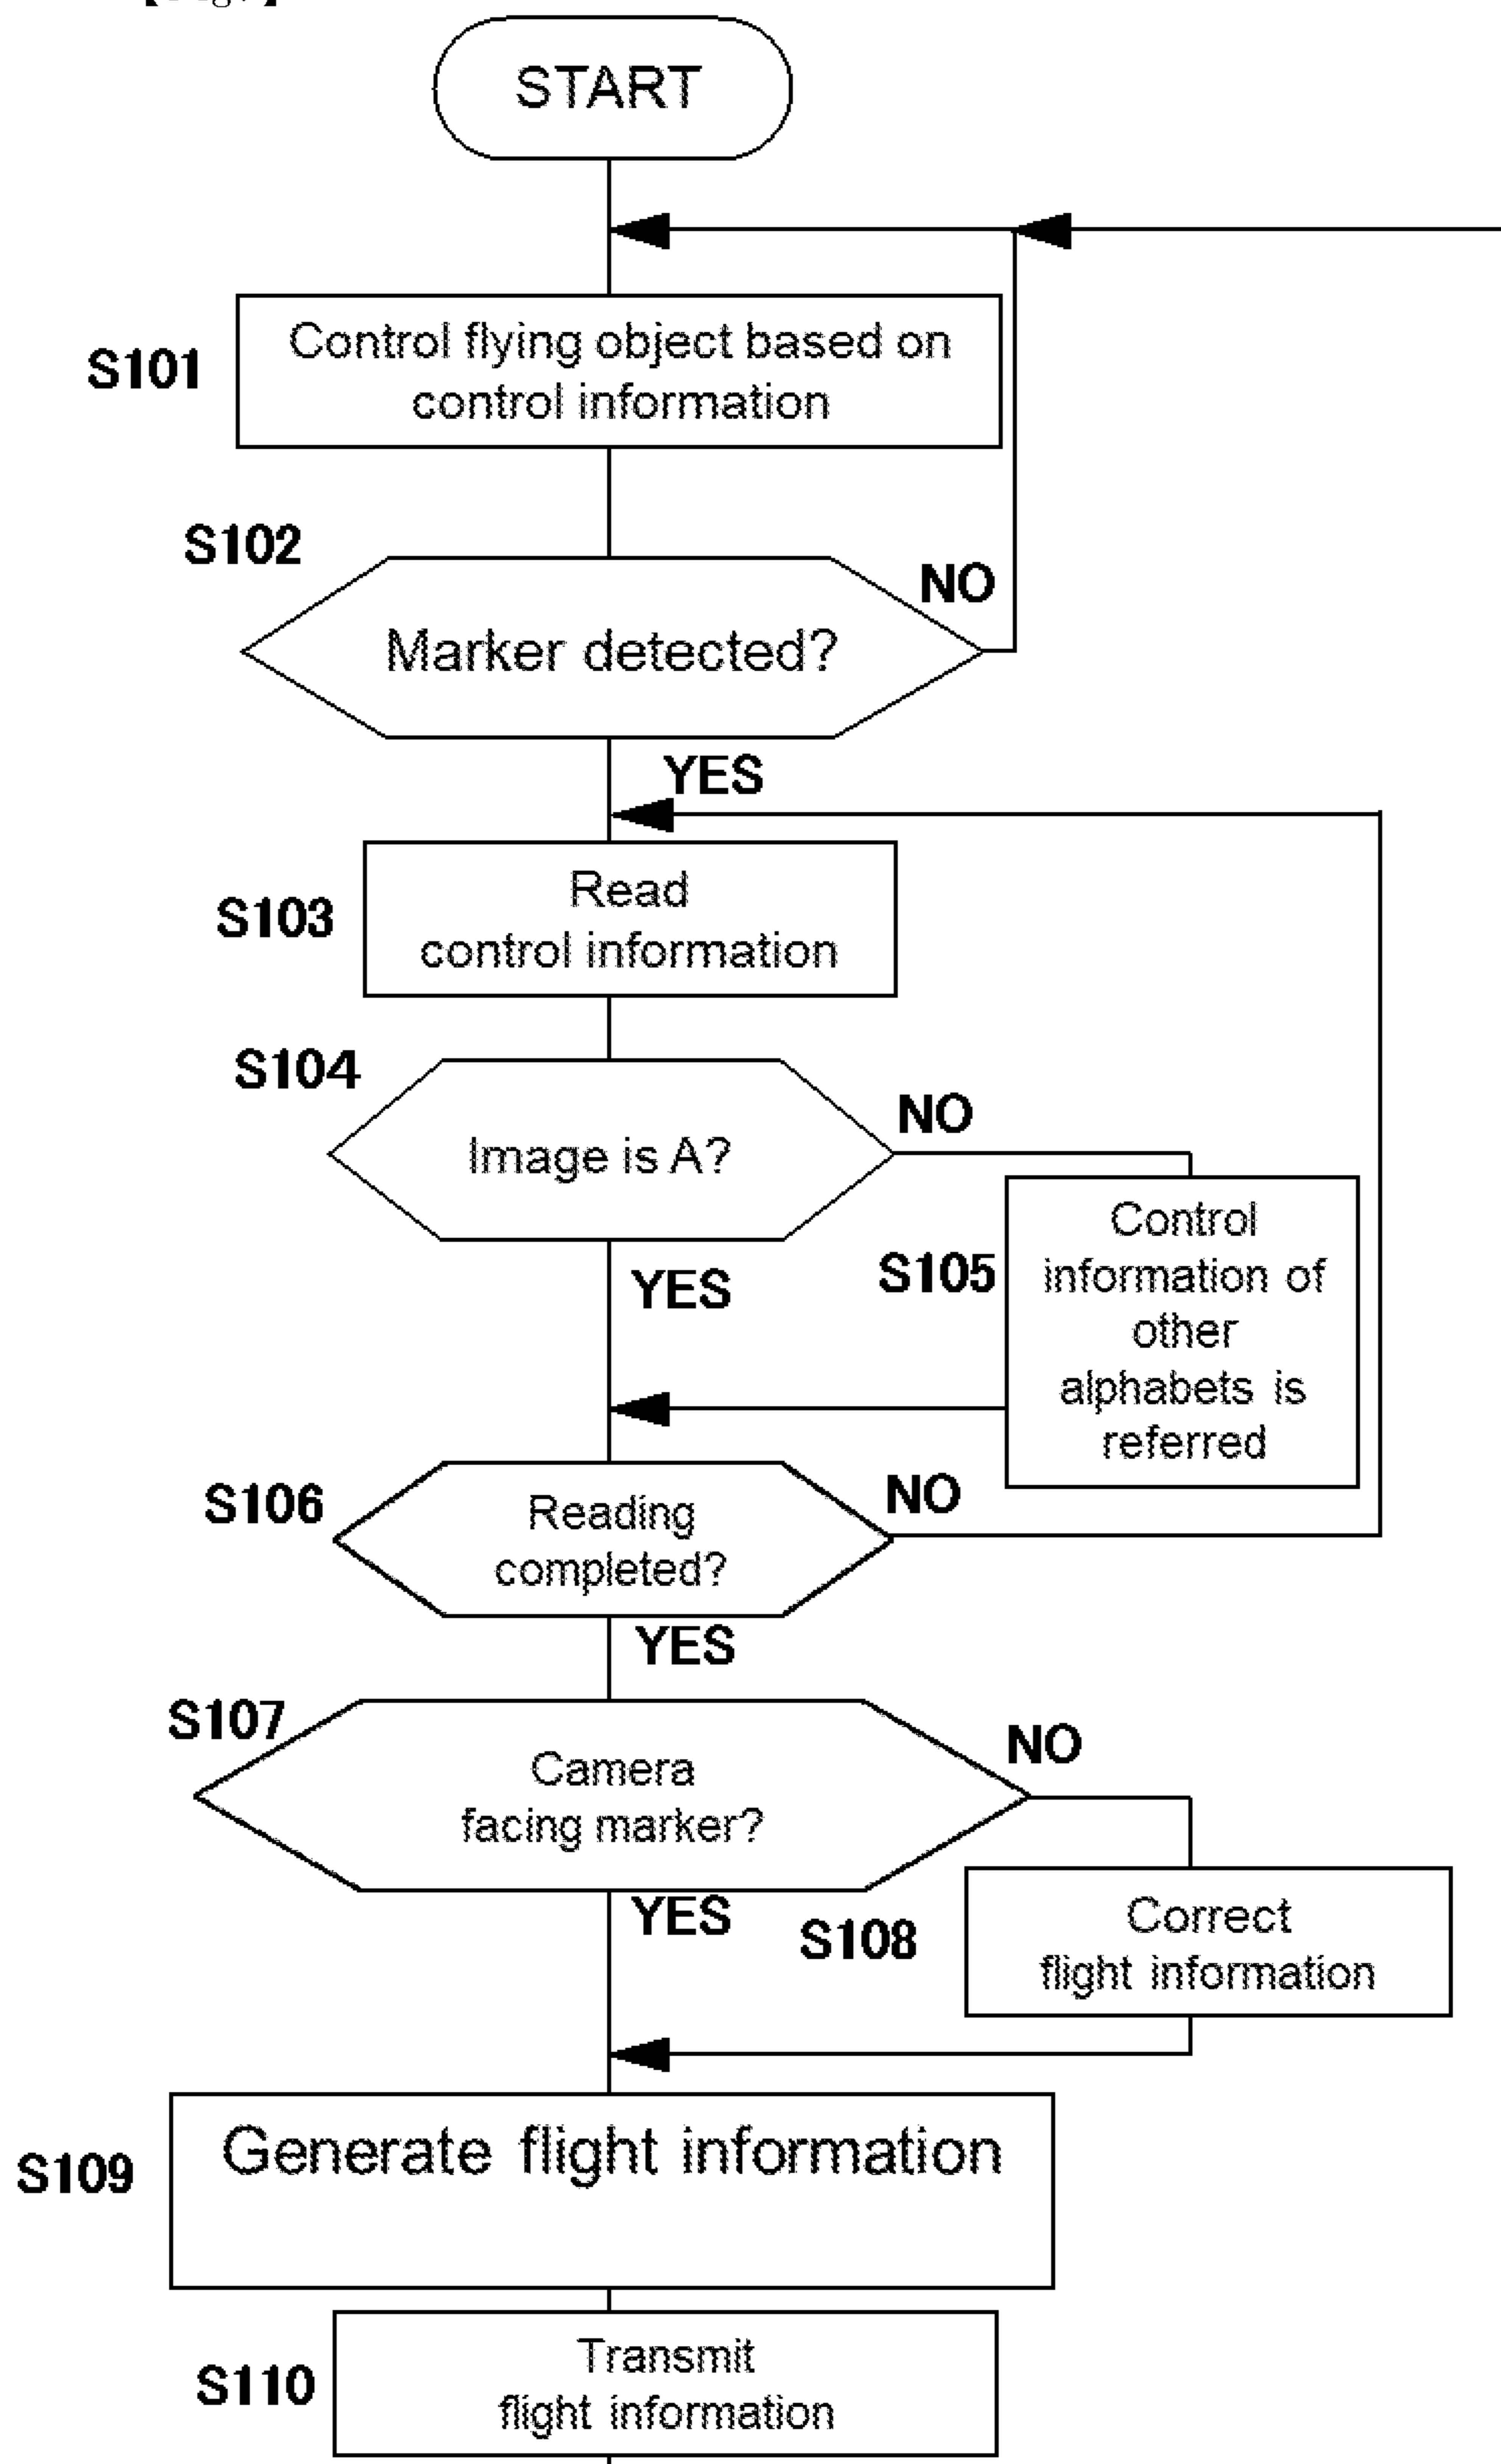 START
S101
Control flying object based on
control information
S102
NO
Marker detected?
YES
S103
Read
control information
S104
NO
Image is A?
YES
S105
Control
information of
other
alphabets is
referred
S106
NO
Reading
completed?
YES
S107
NO
Camera
facing marker?
YES
S108
Correct
flight information
S109
Generate flight information
S110
Transmit
flight information